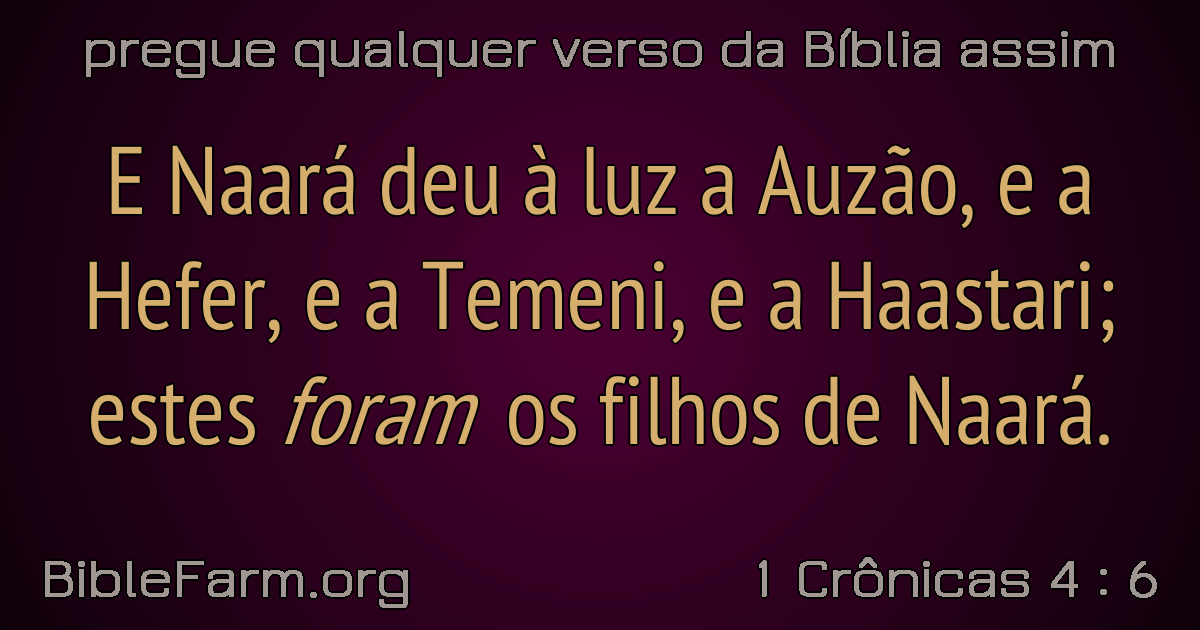 pregue qualquer verso da Bíblia assim
E Naará deu à luz a Auzão, e a
Hefer, e a Temeni, e a Haastari;
estes foram os filhos de Naará.
BibleFarm.org
1 Crônicas 4 : 6